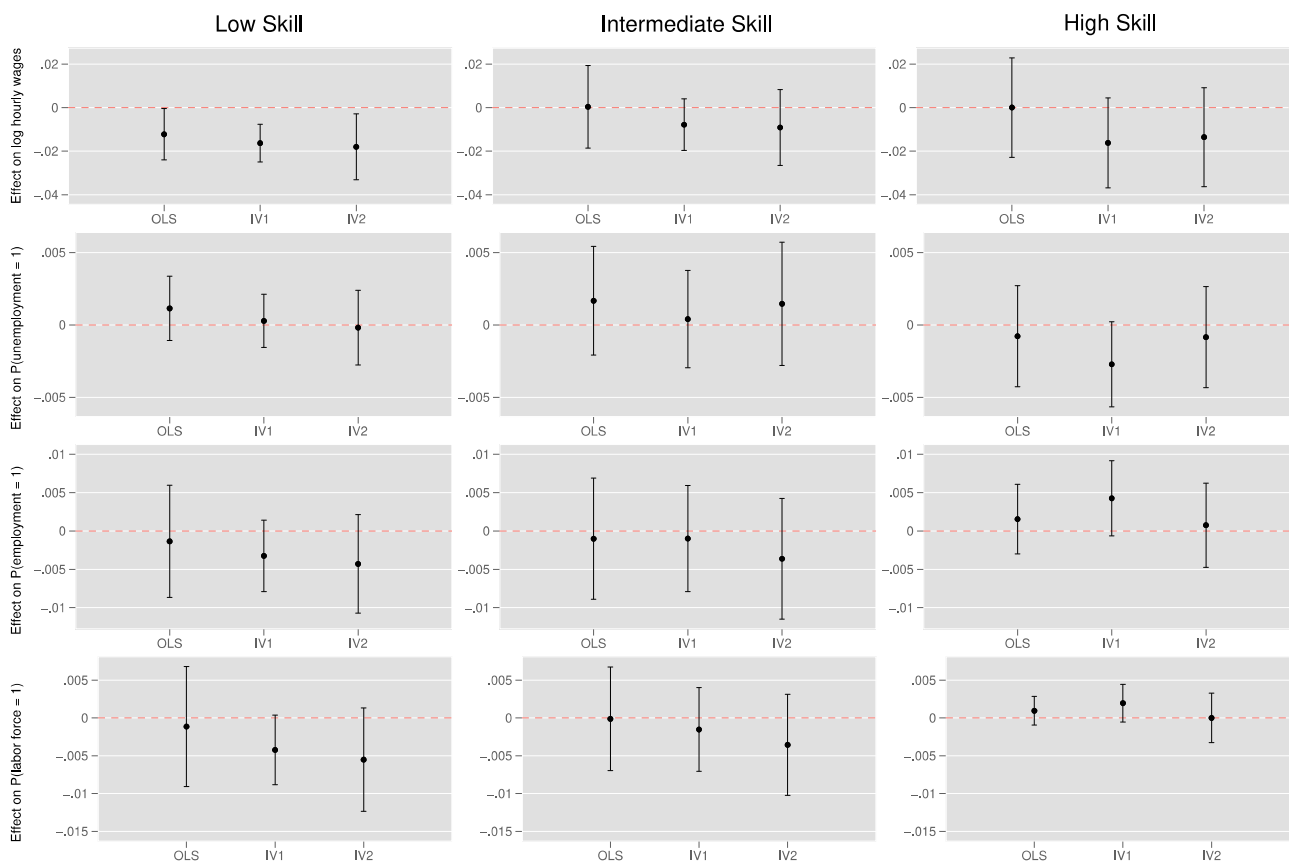 Low Skill Intermediate Skill High Skill
Effect on log hourly wages
.02 .02 .02
0 0 0
−.02 −.02 −.02
−.04 −.04 −.04
OLS IV1 IV2 OLS IV1 IV2 OLS IV1 IV2
Effect on P(unemployment = 1)
.005 .005 .005
0 0 0
−.005 −.005 −.005
OLS IV1 IV2 OLS IV1 IV2 OLS IV1 IV2
Effect on P(employment = 1)
.01 .01 .01
.005 .005 .005
0 0 0
−.005 −.005 −.005
−.01 −.01 −.01
OLS IV1 IV2 OLS IV1 IV2 OLS IV1 IV2
Effect on P(labor force = 1)
.005 .005 .005
0 0 0
−.005 −.005 −.005
−.01 −.01 −.01
−.015 −.015 −.015
OLS IV1 IV2 OLS IV1 IV2 OLS IV1 IV2